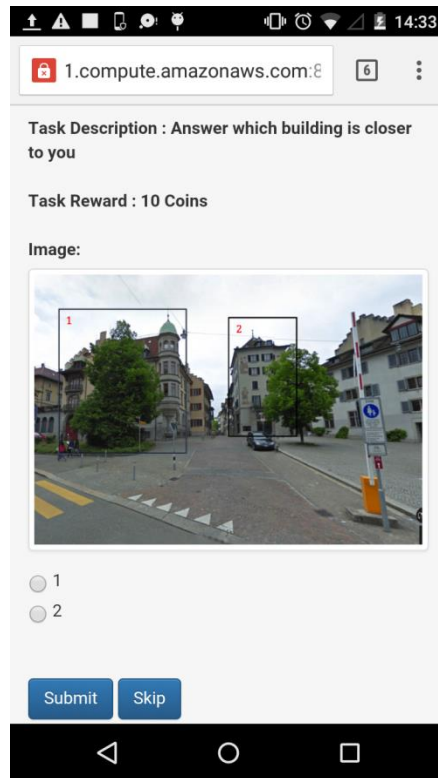 14:33
1.compute.amazonaws.com:8
6
Task Description : Answer which building is closer
to you
Task Reward : 10 Coins
Image:
1
2
1
2
Submit
Skip